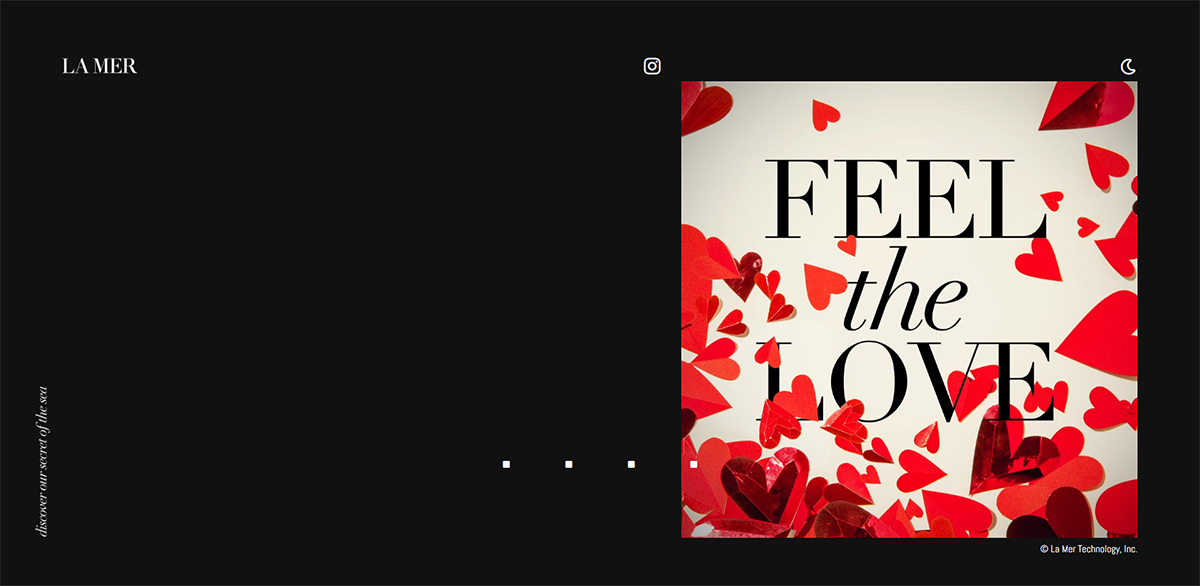 LA MER
FEEL
the
LOVE
discover our secret of the sea
© La Mer Technology, Inc.